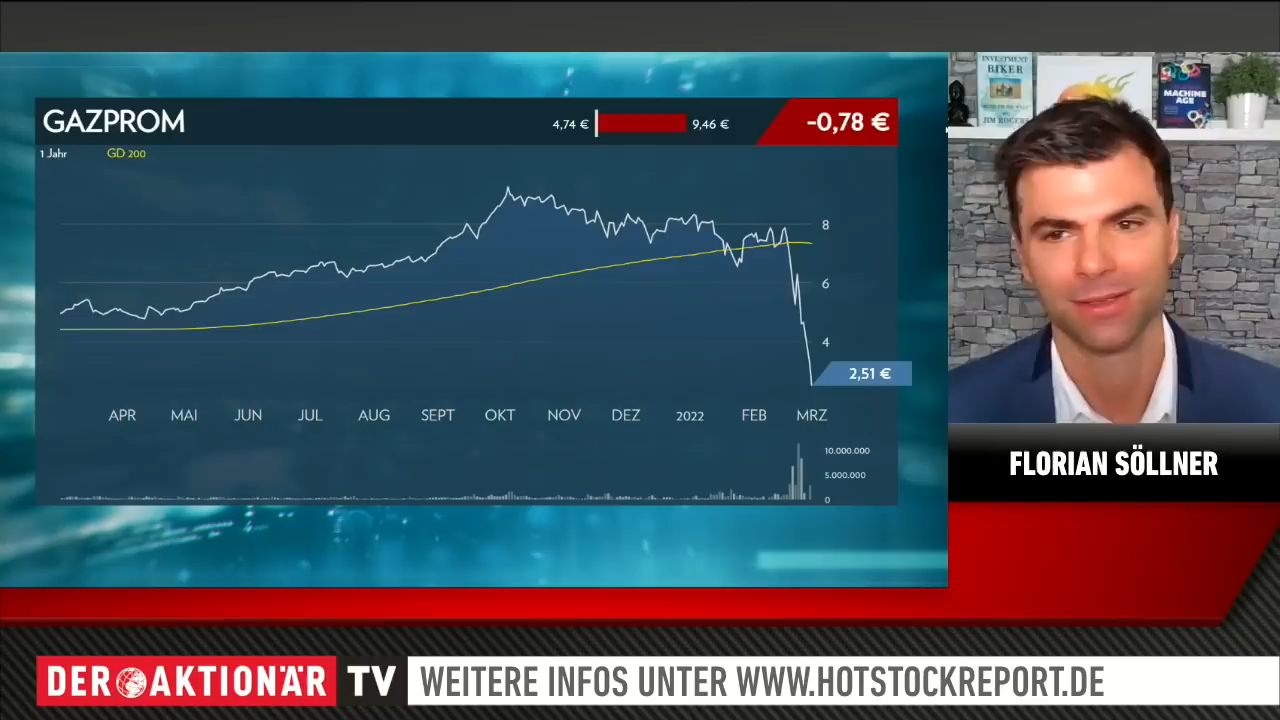 GAZPROM
4,74 €
9,46 €
-0,78 €
1 Jahr
GD 200
8
6
4
2,51 €
APR MAI JUN JUL AUG SEPT OKT NOV DEZ 2022 FEB MRZ
10.000.000
5.000.000
0
INVESTMENT
BIKER
JIM ROGERS
MACHINE
AGE
FLORIAN SÖLLNER
DER AKTIONÄR TV
WEITERE INFOS UNTER WWW.HOTSTOCKREPORT.DE